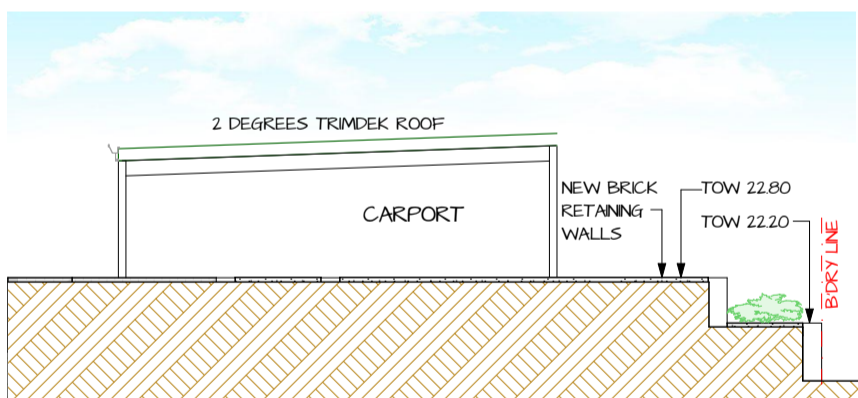 2 DEGREES TRIMDEK ROOF
CARPORT
NEW BRICK
RETAINING
WALLS
TOW 22.80
TOW 22.20
B'DRY LINE